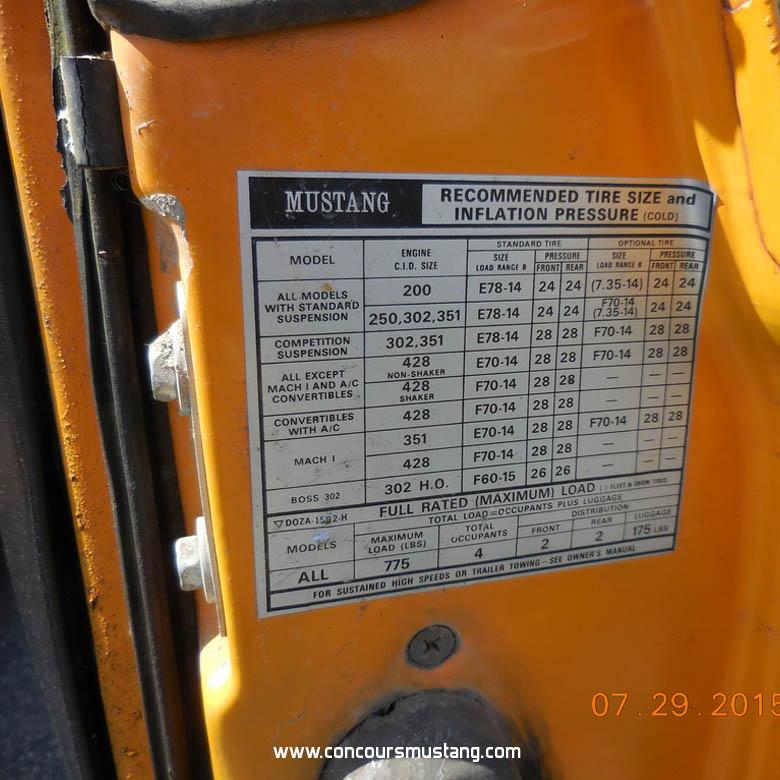 MUSTANG
RECOMMENDED TIRE SIZE and
INFLATION PRESSURE (COLD)
MODEL ENGINE C.I.D. SIZE STANDARD TIRE OPTIONAL TIRE
SIZE LOAD RANGE B PRESSURE FRONT REAR SIZE LOAD RANGE B PRESSURE FRONT REAR
ALL MODELS WITH STANDARD SUSPENSION 200 E78-14 24 24 (7.35-14) 24 24
250,302,351 E78-14 24 24 F70-14 (7.35-14) 24 24
COMPETITION SUSPENSION 302,351 E78-14 28 28 F70-14 28 28
ALL EXCEPT MACH I AND A/C CONVERTIBLES 428 NON-SHAKER E70-14 28 28 F70-14 28 28
428 SHAKER F70-14 28 28 — — —
CONVERTIBLES WITH A/C 428 F70-14 28 28 — — —
MACH I 351 E70-14 28 28 F70-14 28 28
428 F70-14 28 28 — — —
BOSS 302 302 H.O. F60-15 26 26 — — —
▽ DOZA-1532-H FULL RATED (MAXIMUM) LOAD ( ) FLEET & SNOW TIRES
TOTAL LOAD=OCCUPANTS PLUS LUGGAGE
MODELS MAXIMUM LOAD (LBS) TOTAL OCCUPANTS DISTRIBUTION
FRONT REAR LUGGAGE
ALL 775 4 2 2 175 LBS
FOR SUSTAINED HIGH SPEEDS OR TRAILER TOWING—SEE OWNER'S MANUAL
07.29.2015
www.concoursmustang.com